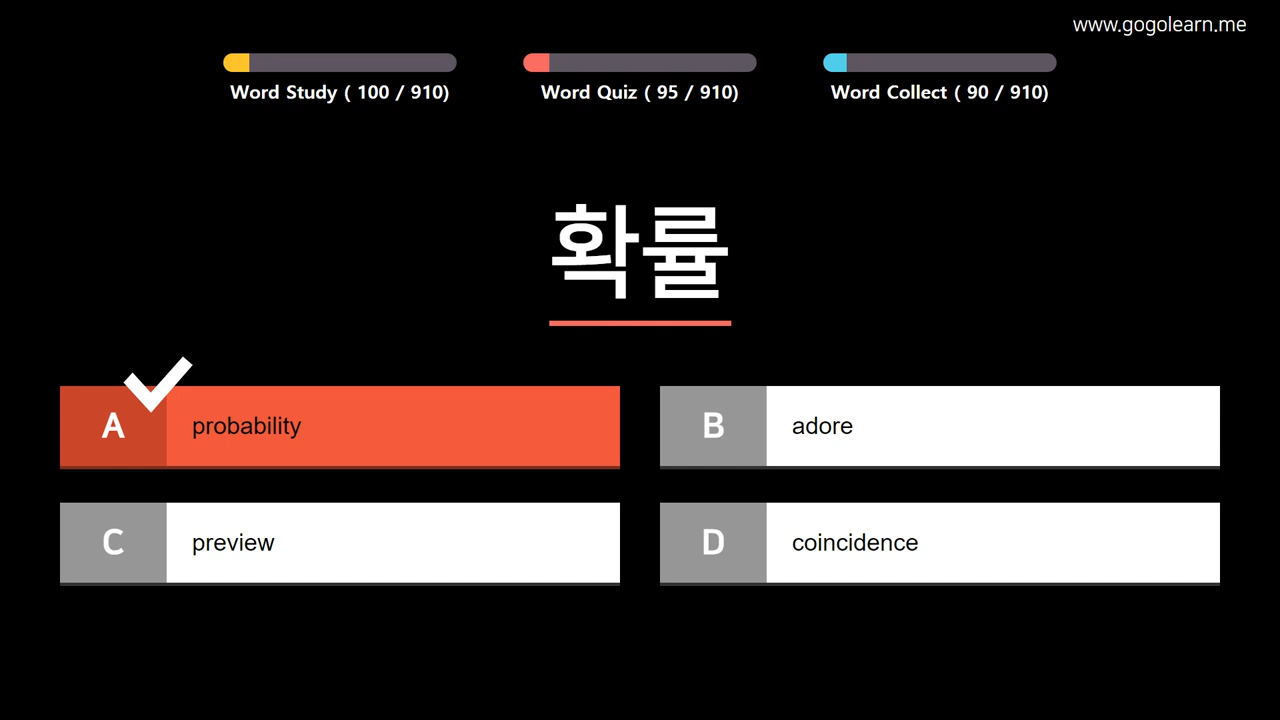 www.gogolearn.me
Word Study ( 100 / 910)
Word Quiz ( 95 / 910)
Word Collect ( 90 / 910)
확률
A probability
B adore
C preview
D coincidence